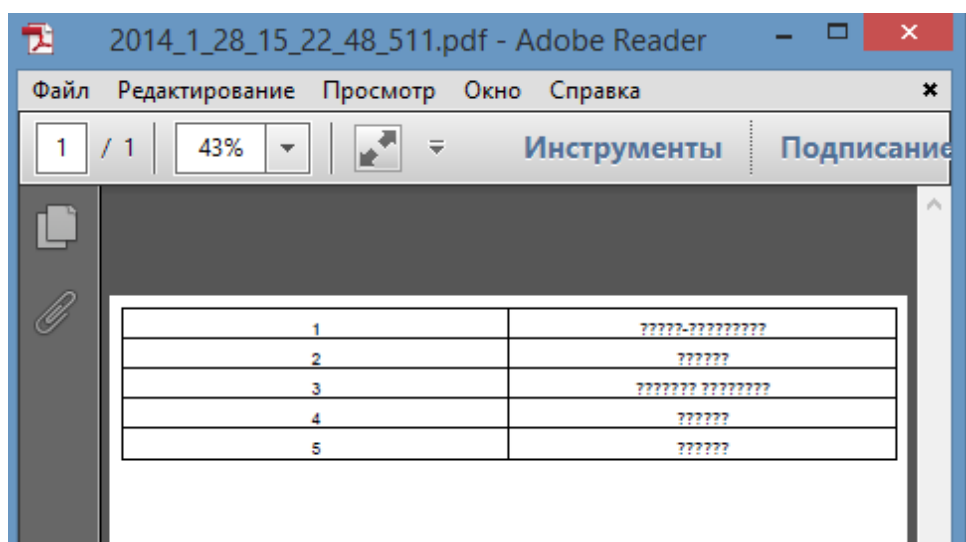 2014_1_28_15_22_48_511.pdf - Adobe Reader
Файл Редактирование Просмотр Окно Справка
1 / 1 43% Инструменты Подписание
1 ?????-?????????
2 ??????
3 ??????? ????????
4 ??????
5 ??????